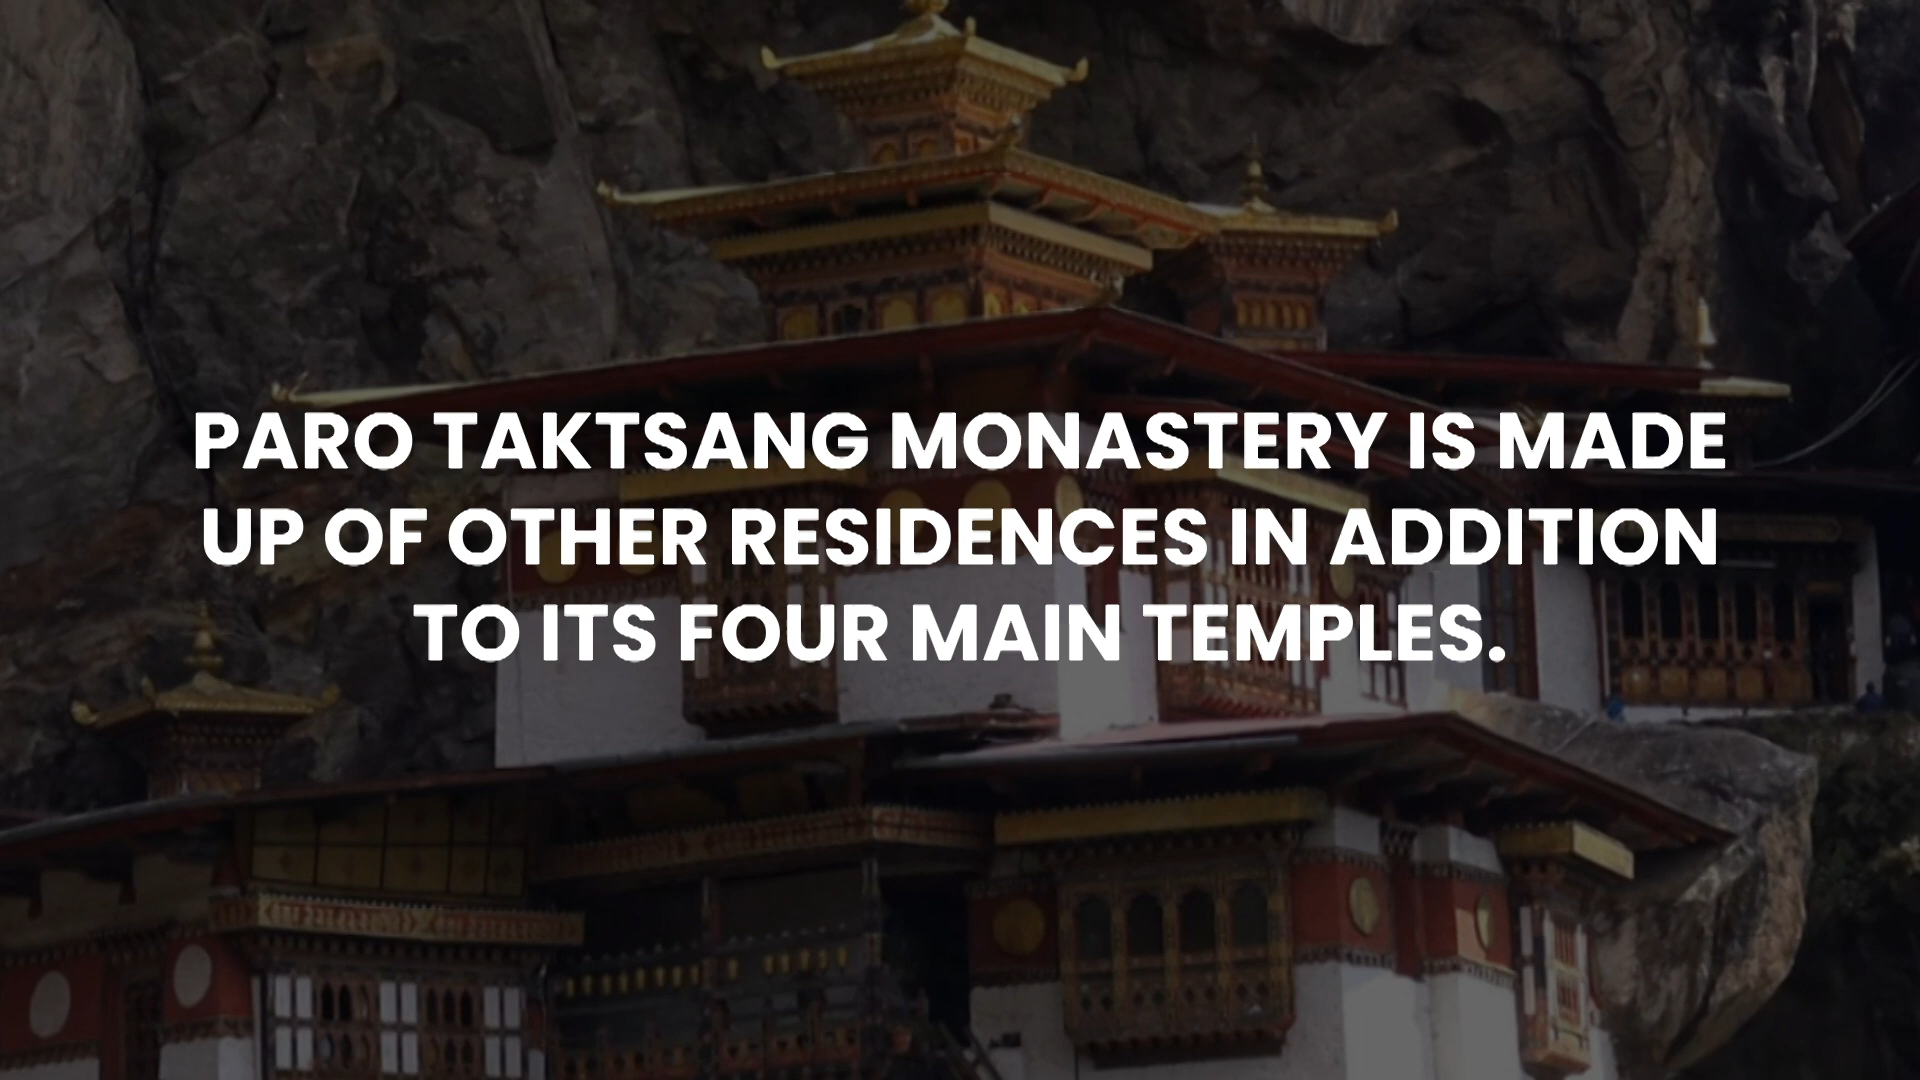 PARO TAKTSANG MONASTERY IS MADE
UP OF OTHER RESIDENCES IN ADDITION
TO ITS FOUR MAIN TEMPLES.